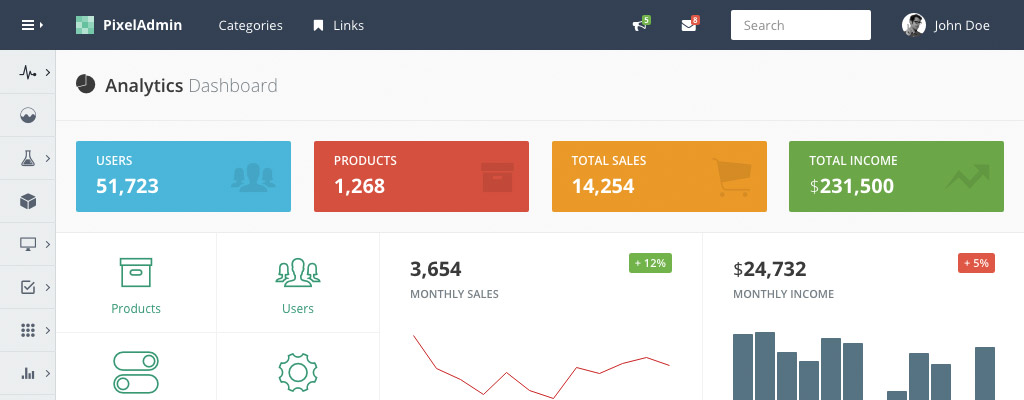 PixelAdmin Categories Links 5 8 Search John Doe
Analytics Dashboard
USERS
51,723
PRODUCTS
1,268
TOTAL SALES
14,254
TOTAL INCOME
$231,500
Products
Users
3,654
+ 12%
MONTHLY SALES
$24,732
+ 5%
MONTHLY INCOME